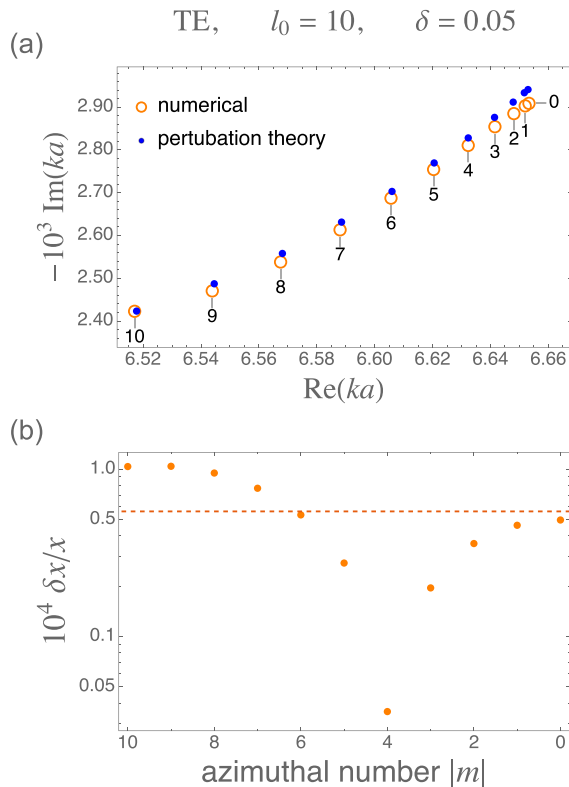 TE, l₀ = 10, δ = 0.05
(a)
numerical
pertubation theory
−10³ Im(ka)
2.90
2.80
2.70
2.60
2.50
2.40
0
1
2
3
4
5
6
7
8
9
10
6.52 6.54 6.56 6.58 6.60 6.62 6.64 6.66
Re(ka)
(b)
10⁴ δx/x
1.0
0.5
0.1
0.05
10 8 6 4 2 0
azimuthal number |m|